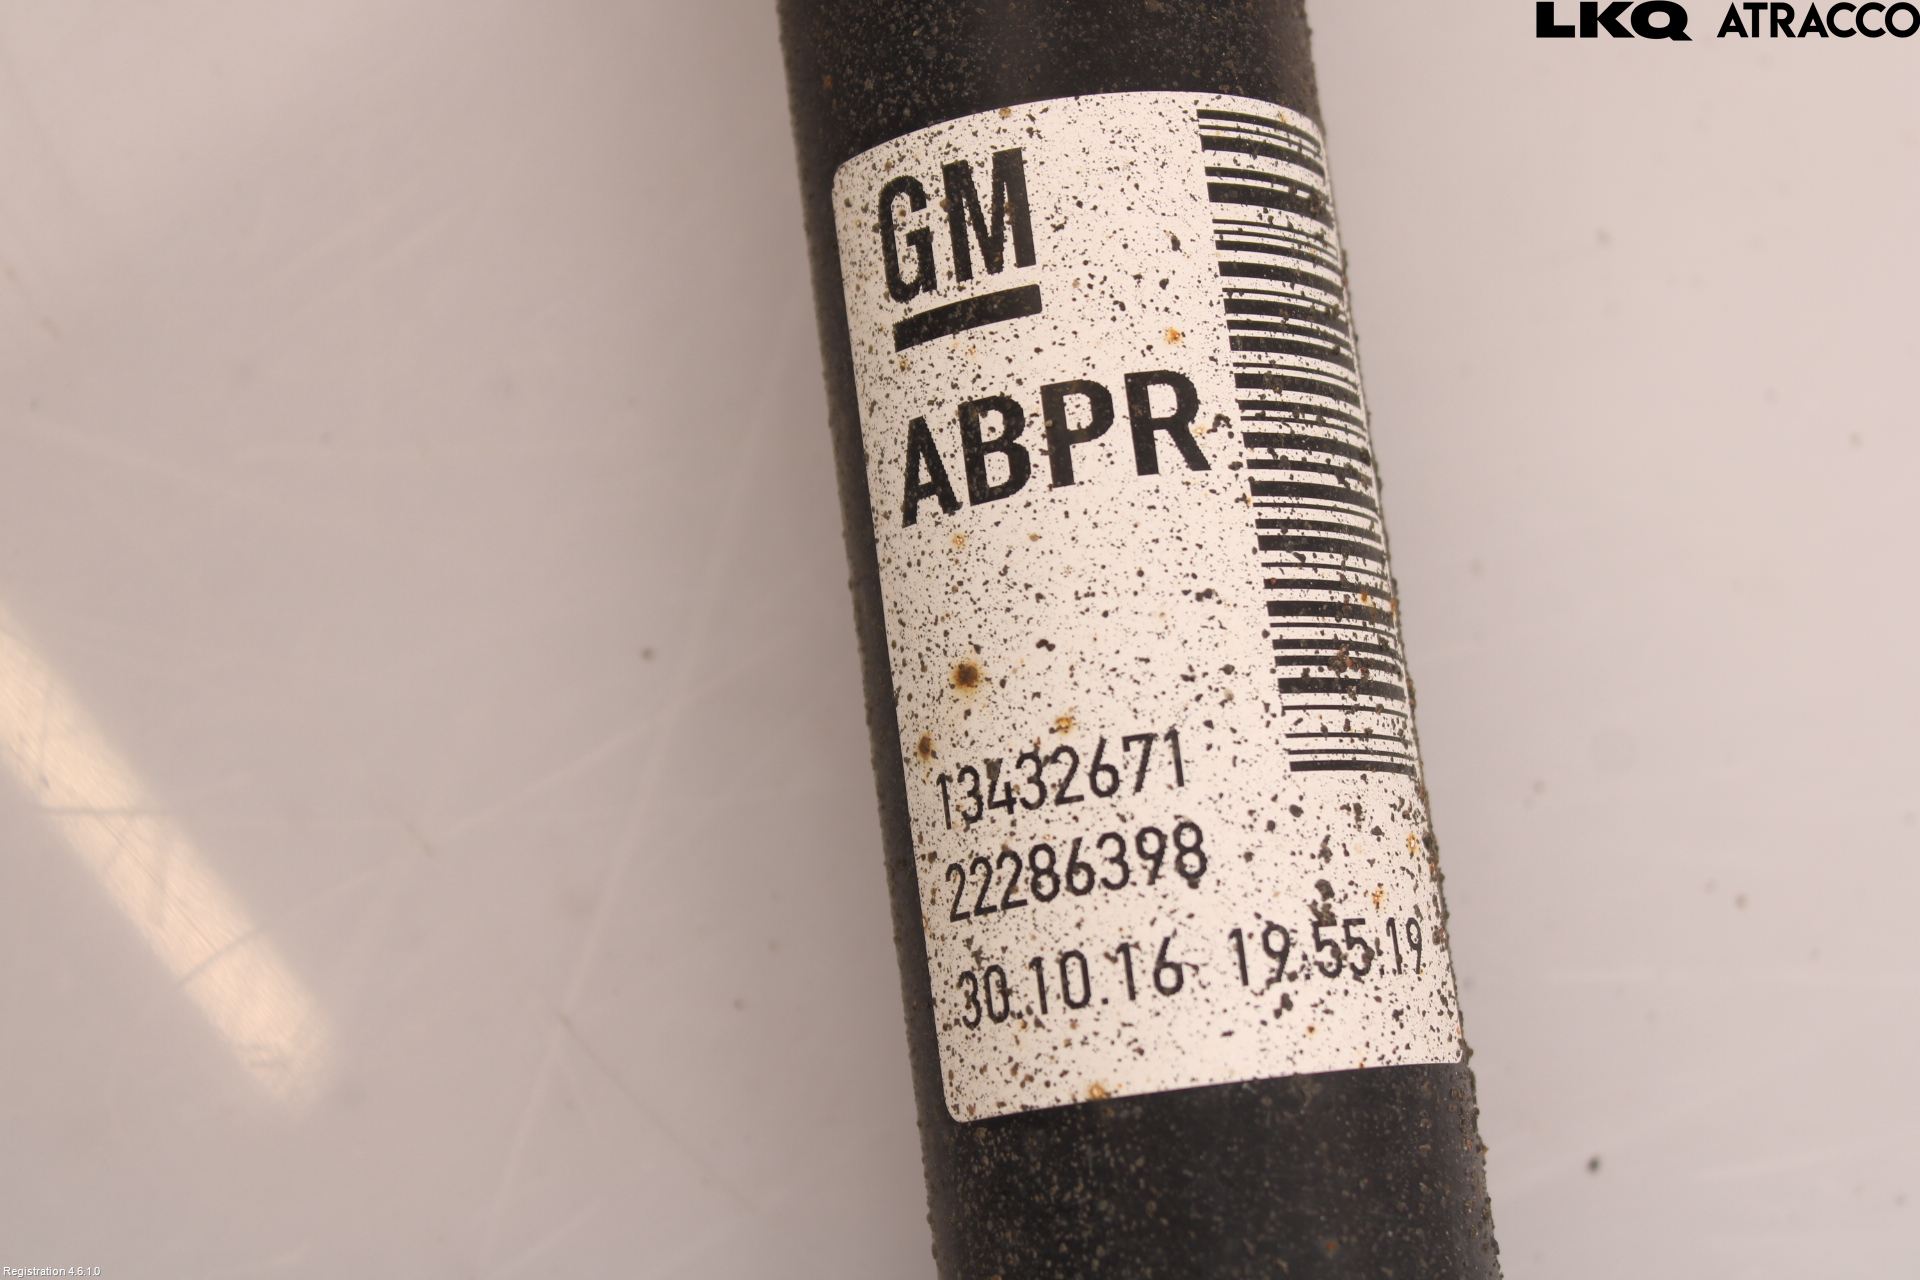 LKQ ATRACCO
GM
ABPR
13432671
22286398
30.10.16 19.55.19
Registration 4.6.1.0